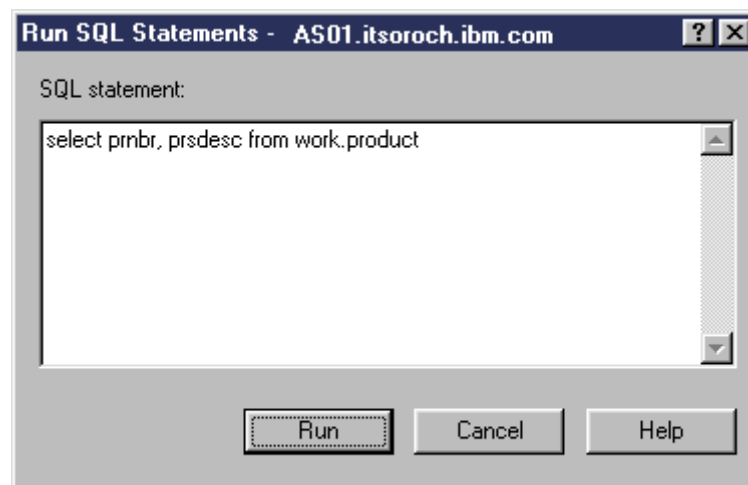 Run SQL Statements - AS01.itsoroch.ibm.com
SQL statement:
select prnbr, prsdesc from work.product
Run Cancel Help